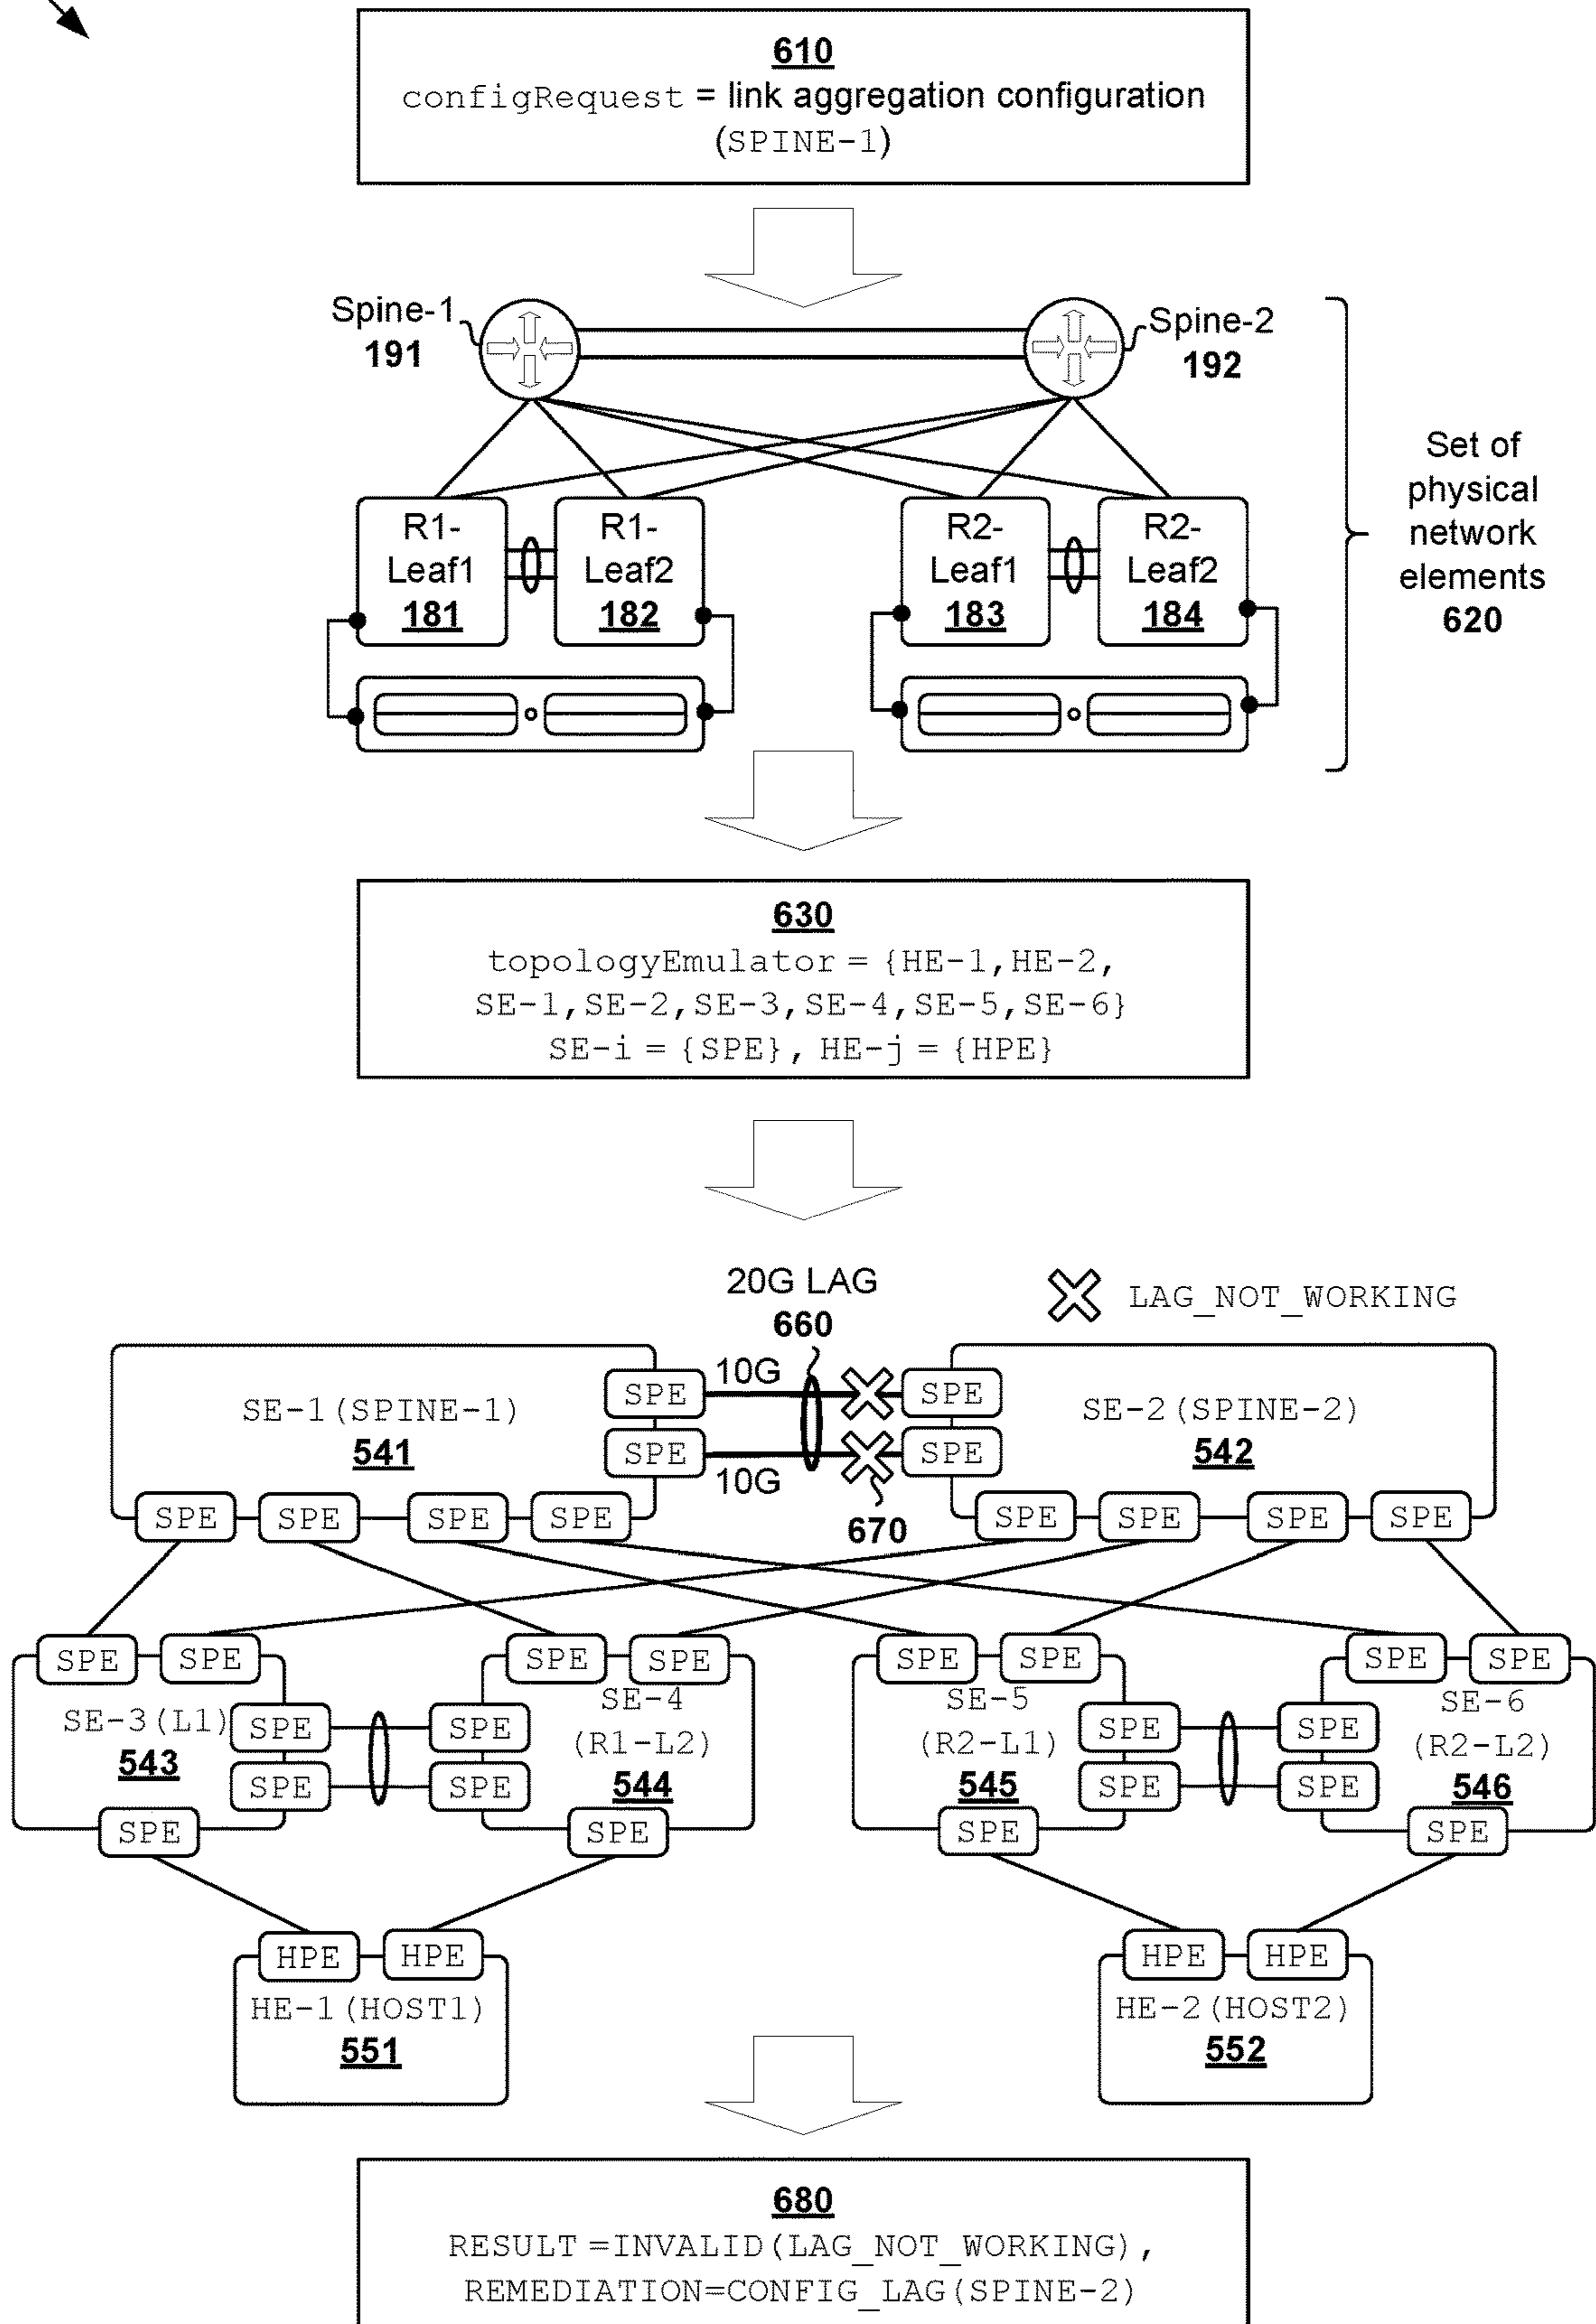 610
configRequest = link aggregation configuration
(SPINE-1)
Spine-1
191
Spine-2
192
R1-
Leaf1
181
R1-
Leaf2
182
R2-
Leaf1
183
R2-
Leaf2
184
Set of
physical
network
elements
620
630
topologyEmulator = {HE-1,HE-2,
SE-1,SE-2,SE-3,SE-4,SE-5,SE-6}
SE-i = {SPE}, HE-j = {HPE}
20G LAG
660
LAG_NOT_WORKING
SE-1(SPINE-1)
541
SPE
SPE
10G
10G
670
SPE
SPE
SE-2(SPINE-2)
542
SPE SPE SPE SPE
SPE SPE SPE SPE
SPE SPE
SE-3(L1)
543
SPE
SPE
SPE
SPE SPE
SE-4
(R1-L2)
544
SPE
SPE
SPE
SPE SPE
SE-5
(R2-L1)
545
SPE
SPE
SPE
SPE SPE
SE-6
(R2-L2)
546
SPE
SPE
SPE
HPE HPE
HE-1(HOST1)
551
HPE HPE
HE-2(HOST2)
552
680
RESULT =INVALID(LAG_NOT_WORKING),
REMEDIATION=CONFIG_LAG(SPINE-2)